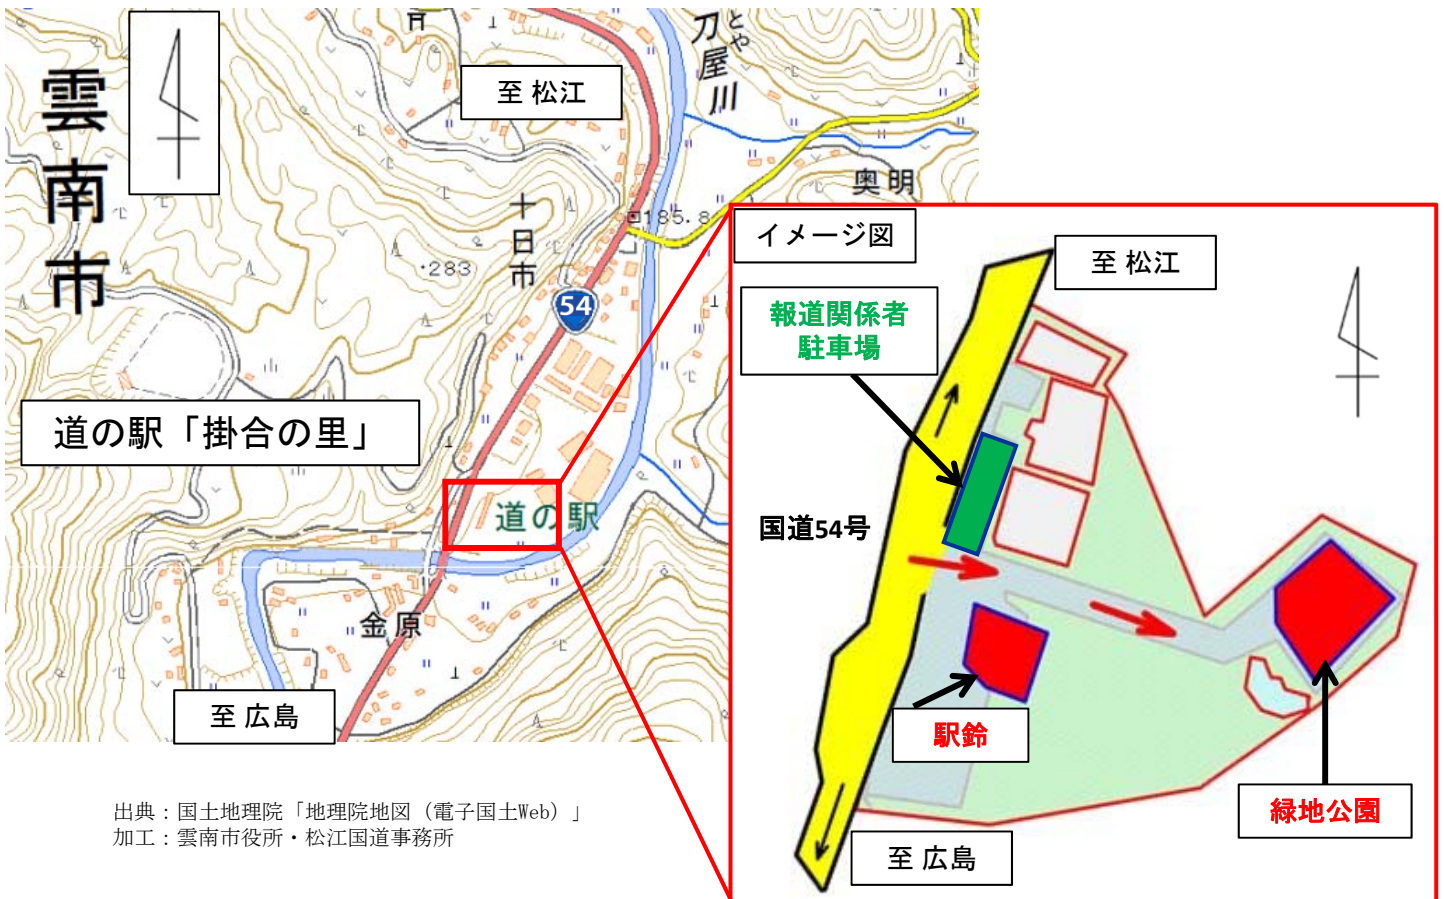 雲南市
至 松江
とや
刀屋川
奥明
185.8
十日市
・283
54
道の駅「掛合の里」
道の駅
金原
至 広島
出典：国土地理院「地理院地図（電子国土Web）」
加工：雲南市役所・松江国道事務所
イメージ図
至 松江
報道関係者
駐車場
国道54号
駅鈴
緑地公園
至 広島